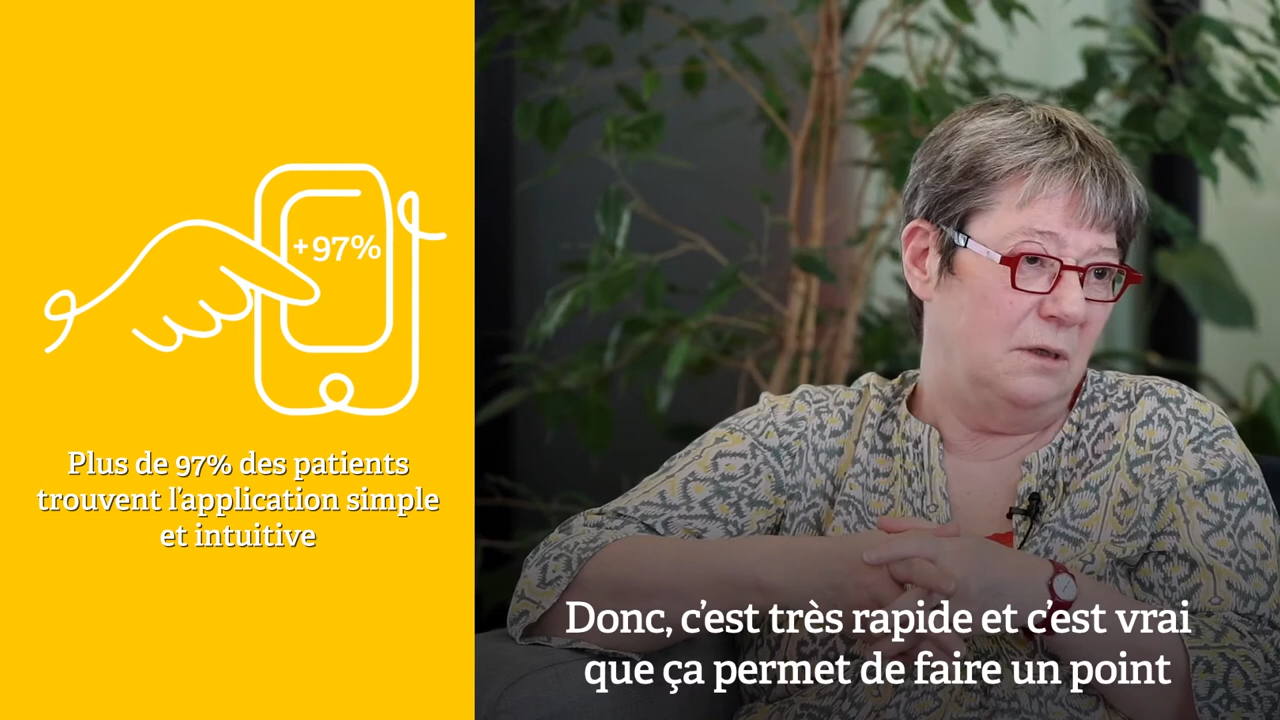 +97%
Plus de 97% des patients
trouvent l'application simple
et intuitive
Donc, c'est très rapide et c'est vrai
que ça permet de faire un point